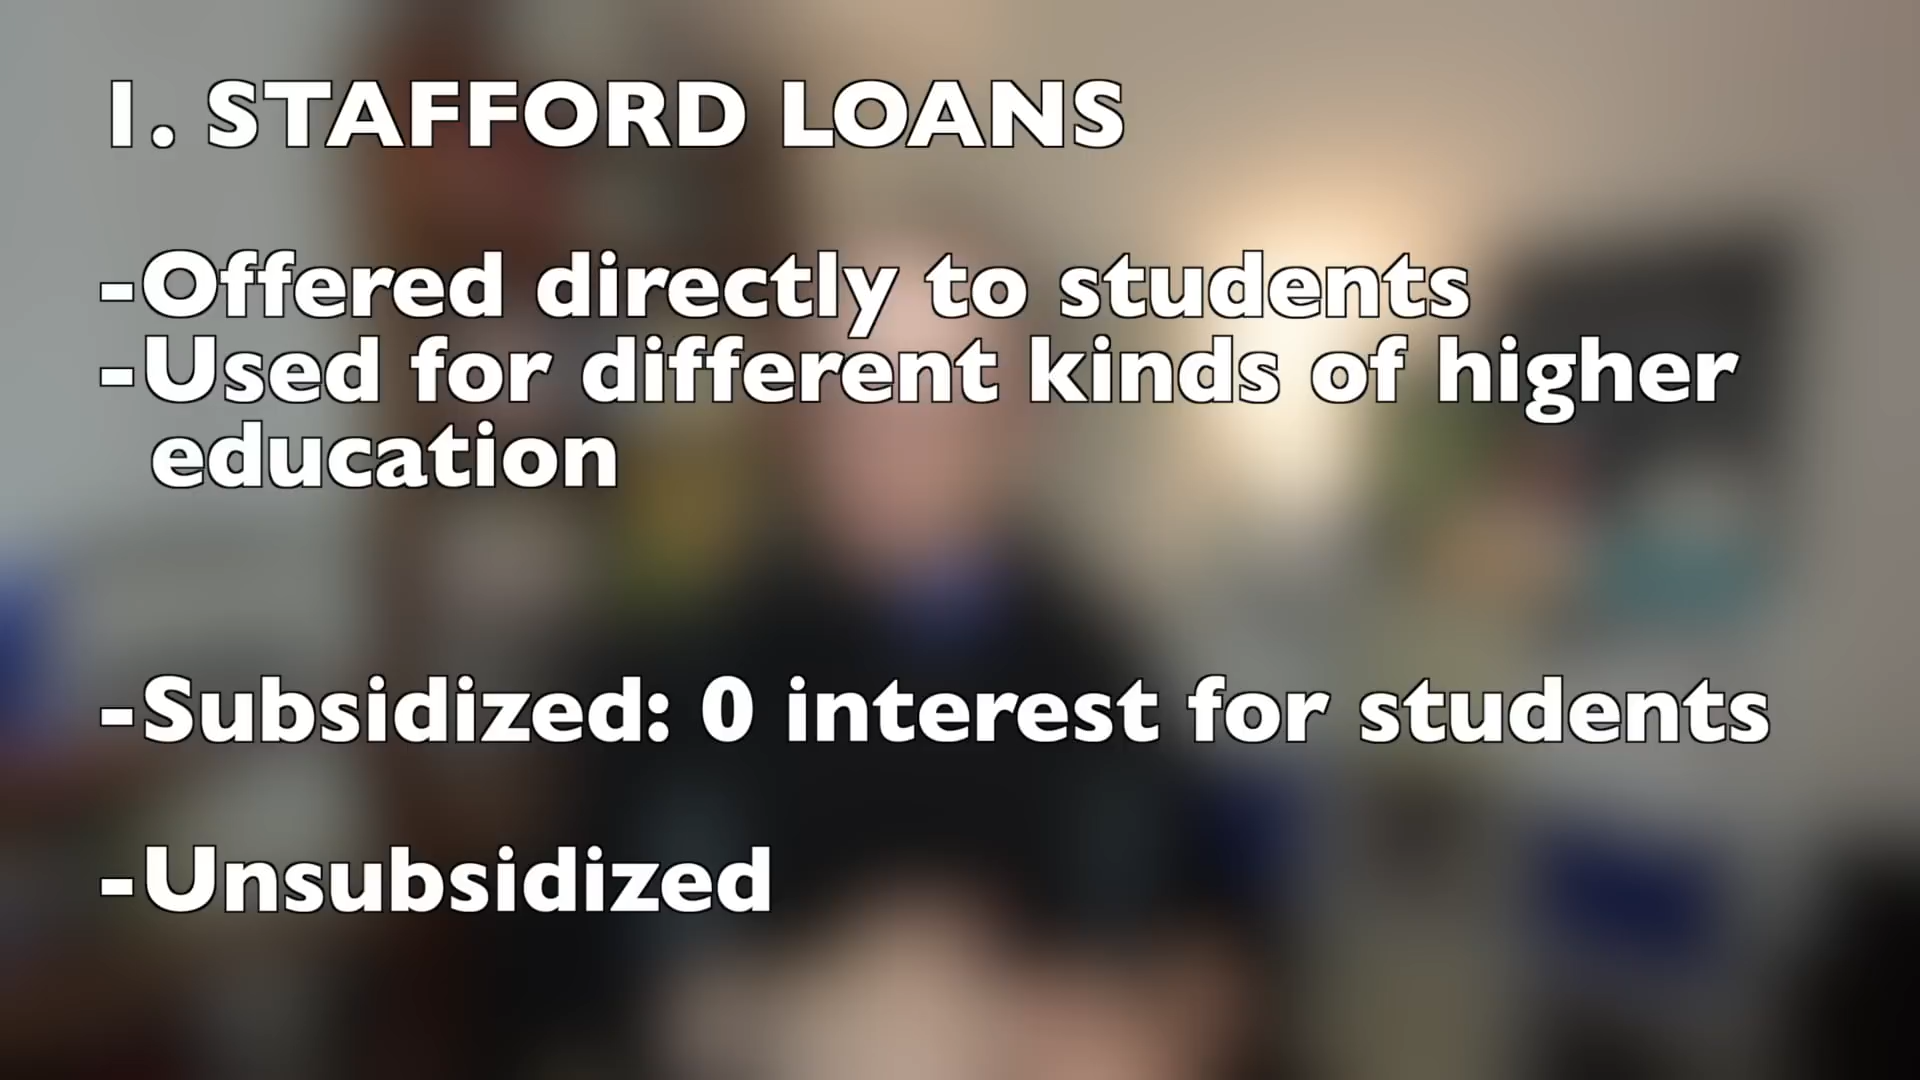 1. STAFFORD LOANS
-Offered directly to students
-Used for different kinds of higher
education
-Subsidized: 0 interest for students
-Unsubsidized